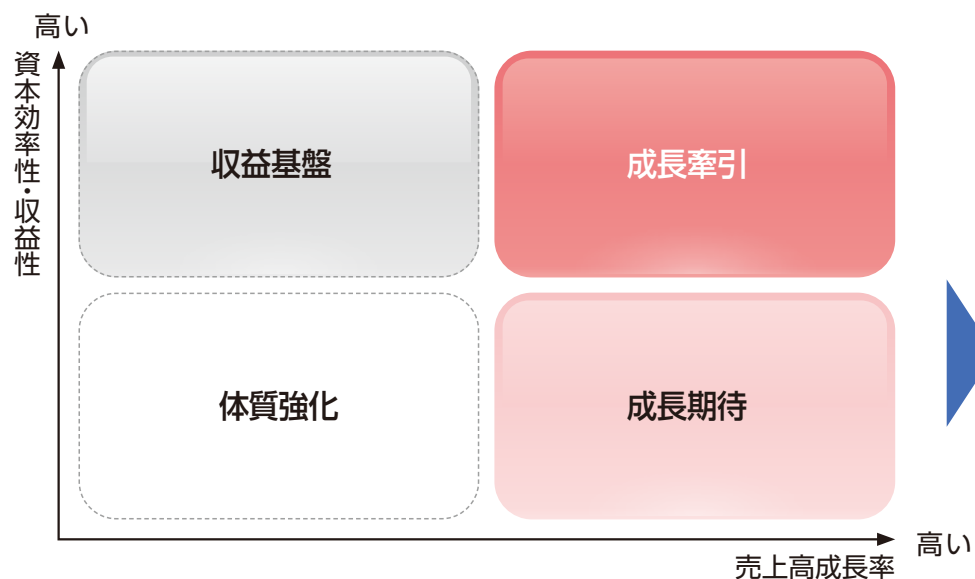 高い
資本効率性・収益性
収益基盤
成長牽引
体質強化
成長期待
高い
売上高成長率